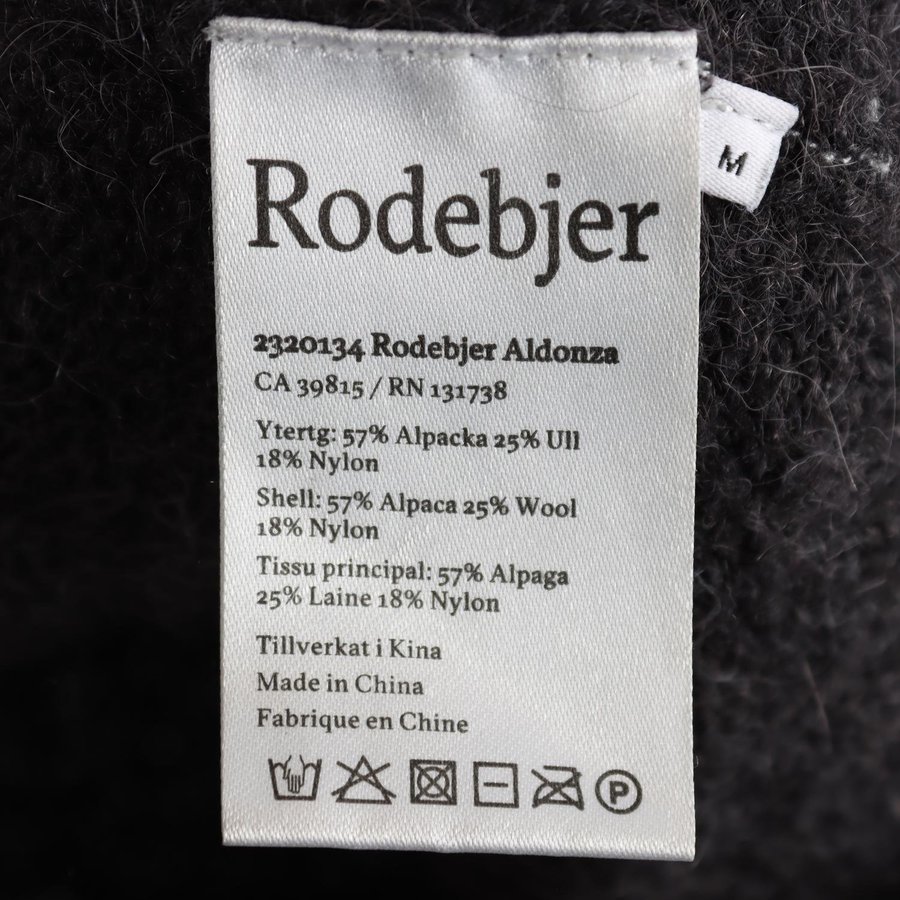 Rodebjer
M
2320134 Rodebjer Aldonza
CA 39815 / RN 131738
Ytertg: 57% Alpacka 25% Ull
18% Nylon
Shell: 57% Alpaca 25% Wool
18% Nylon
Tissu principal: 57% Alpaga
25% Laine 18% Nylon
Tillverkat i Kina
Made in China
Fabrique en Chine
P